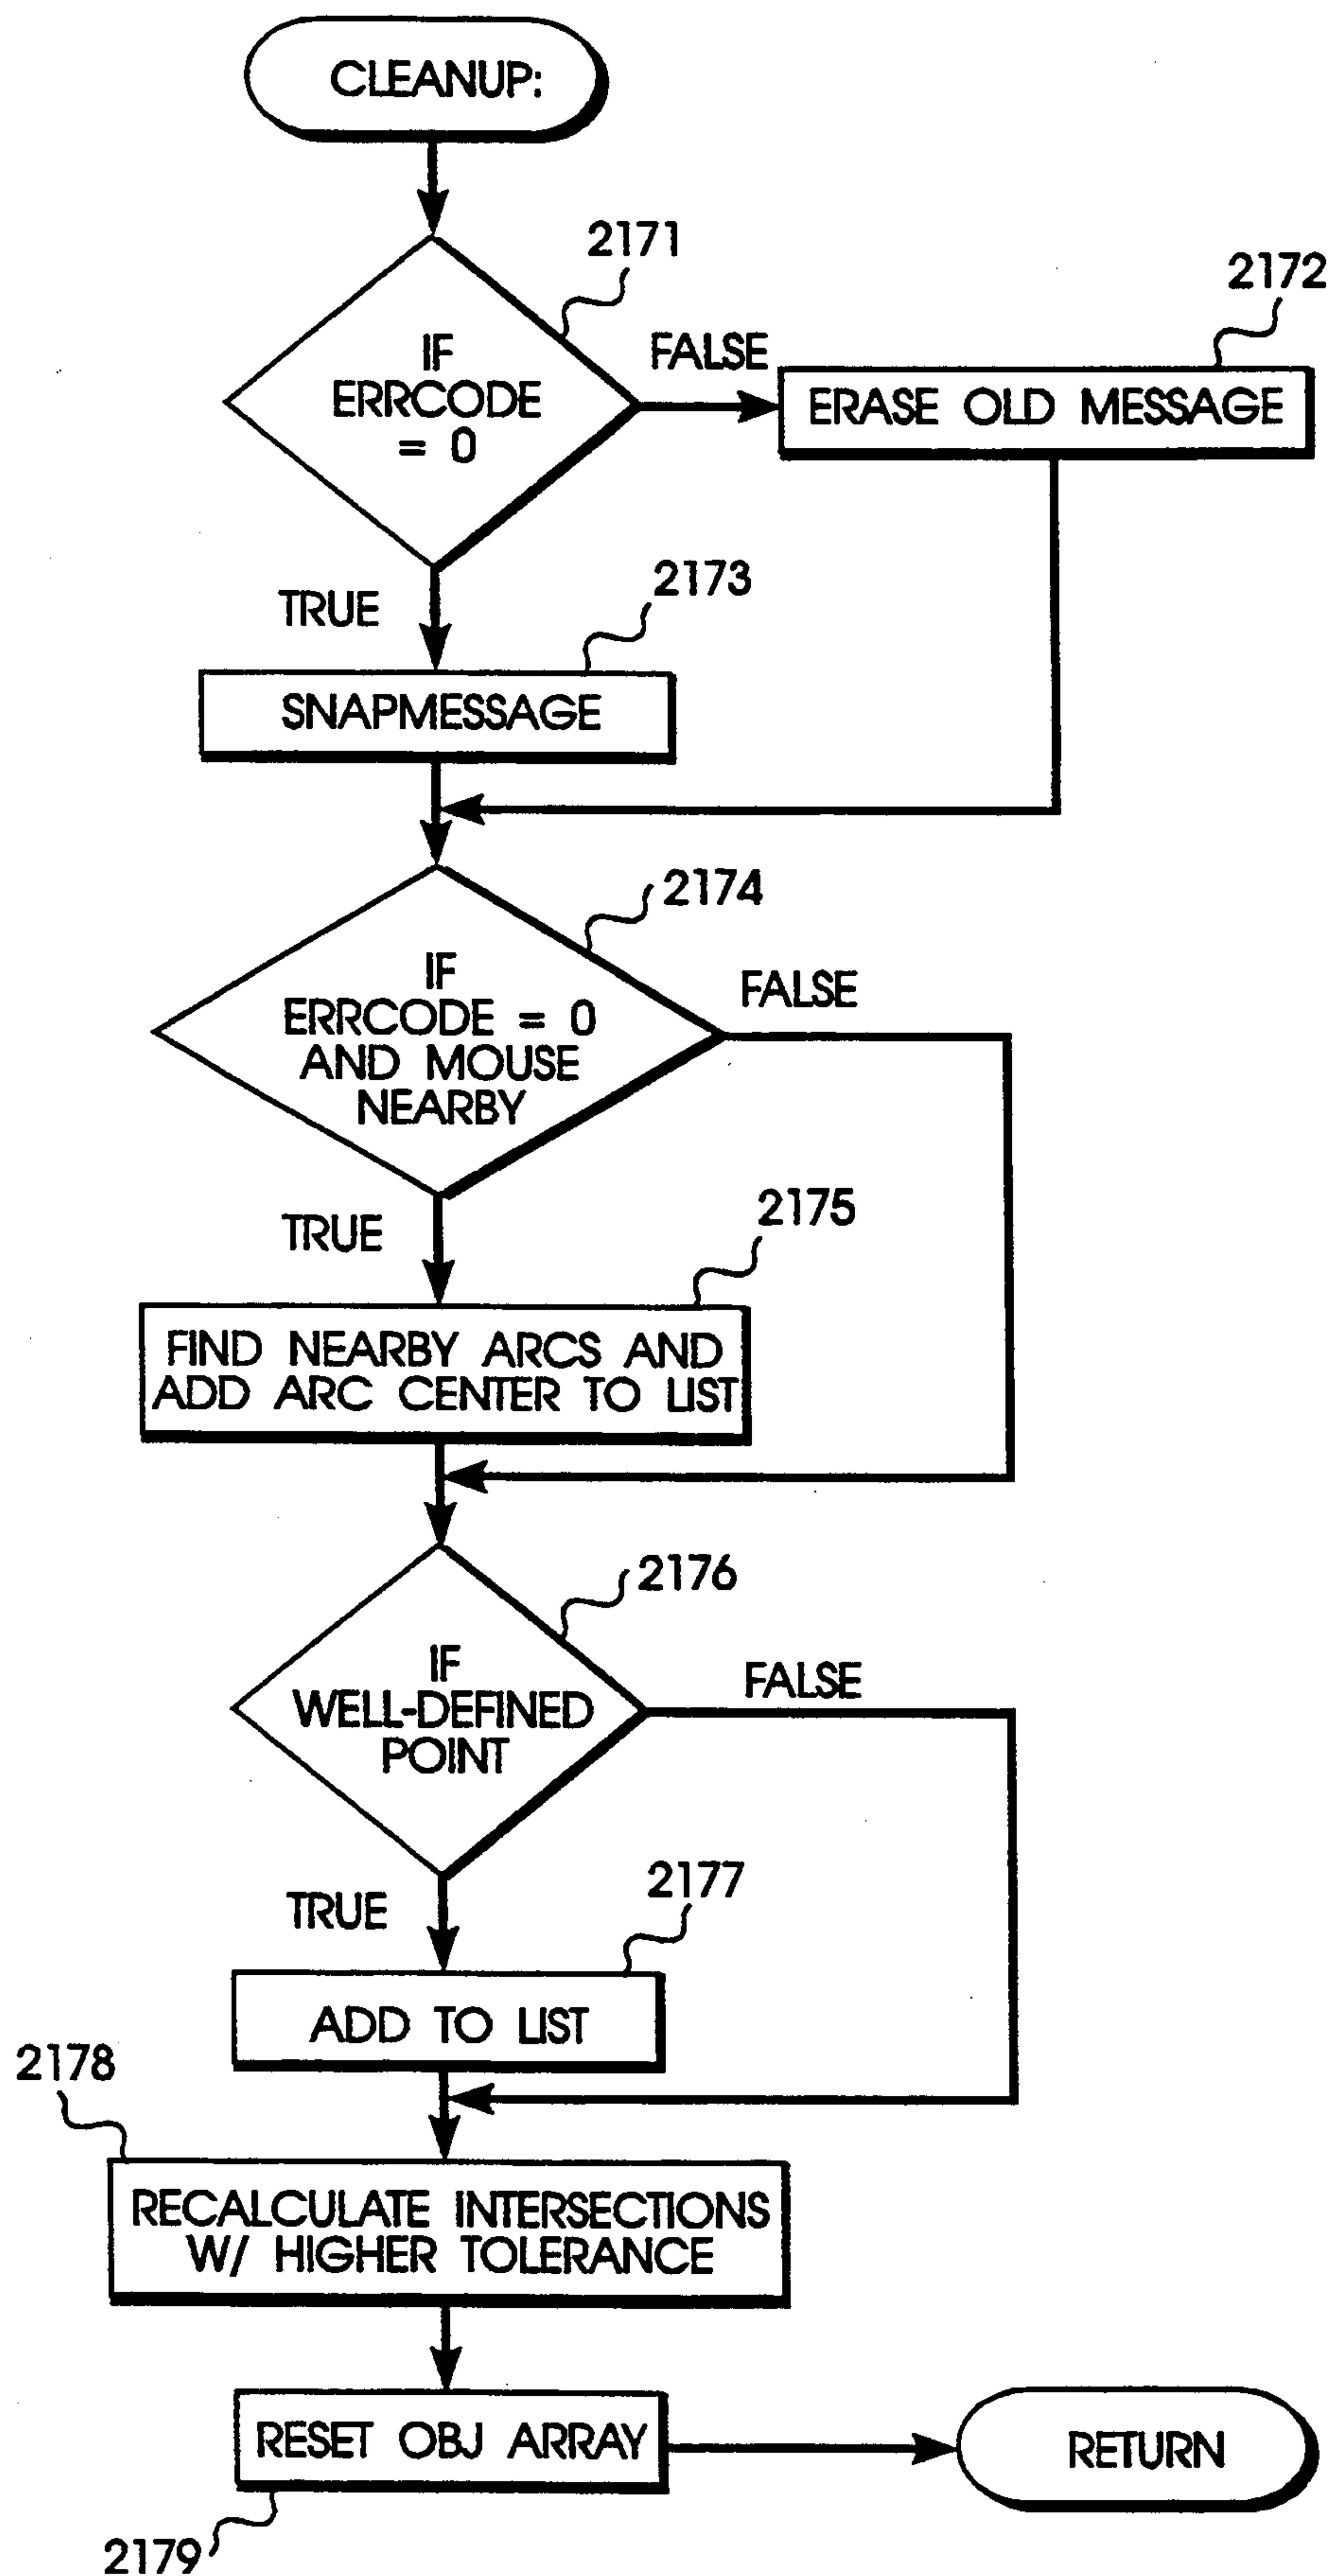 CLEANUP:
2171
2172
IF
ERRCODE
= 0
FALSE
ERASE OLD MESSAGE
TRUE
2173
SNAPMESSAGE
2174
IF
ERRCODE = 0
AND MOUSE
NEARBY
FALSE
TRUE
2175
FIND NEARBY ARCS AND
ADD ARC CENTER TO LIST
2176
IF
WELL-DEFINED
POINT
FALSE
TRUE
2177
ADD TO LIST
2178
RECALCULATE INTERSECTIONS
W/ HIGHER TOLERANCE
RESET OBJ ARRAY
RETURN
2179